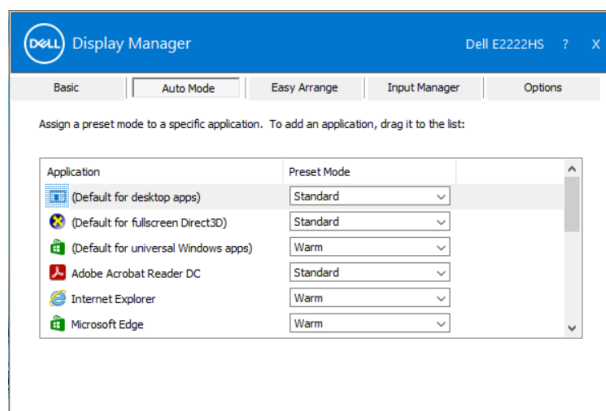 DELL Display Manager Dell E2222HS ? X
Basic Auto Mode Easy Arrange Input Manager Options
Assign a preset mode to a specific application. To add an application, drag it to the list:
Application Preset Mode
(Default for desktop apps) Standard
(Default for fullscreen Direct3D) Standard
(Default for universal Windows apps) Warm
Adobe Acrobat Reader DC Standard
Internet Explorer Warm
Microsoft Edge Warm